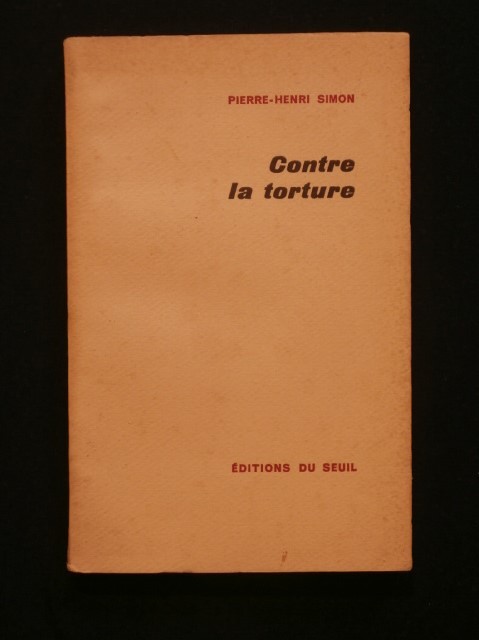 PIERRE-HENRI SIMON
Contre
la torture
ÉDITIONS DU SEUIL